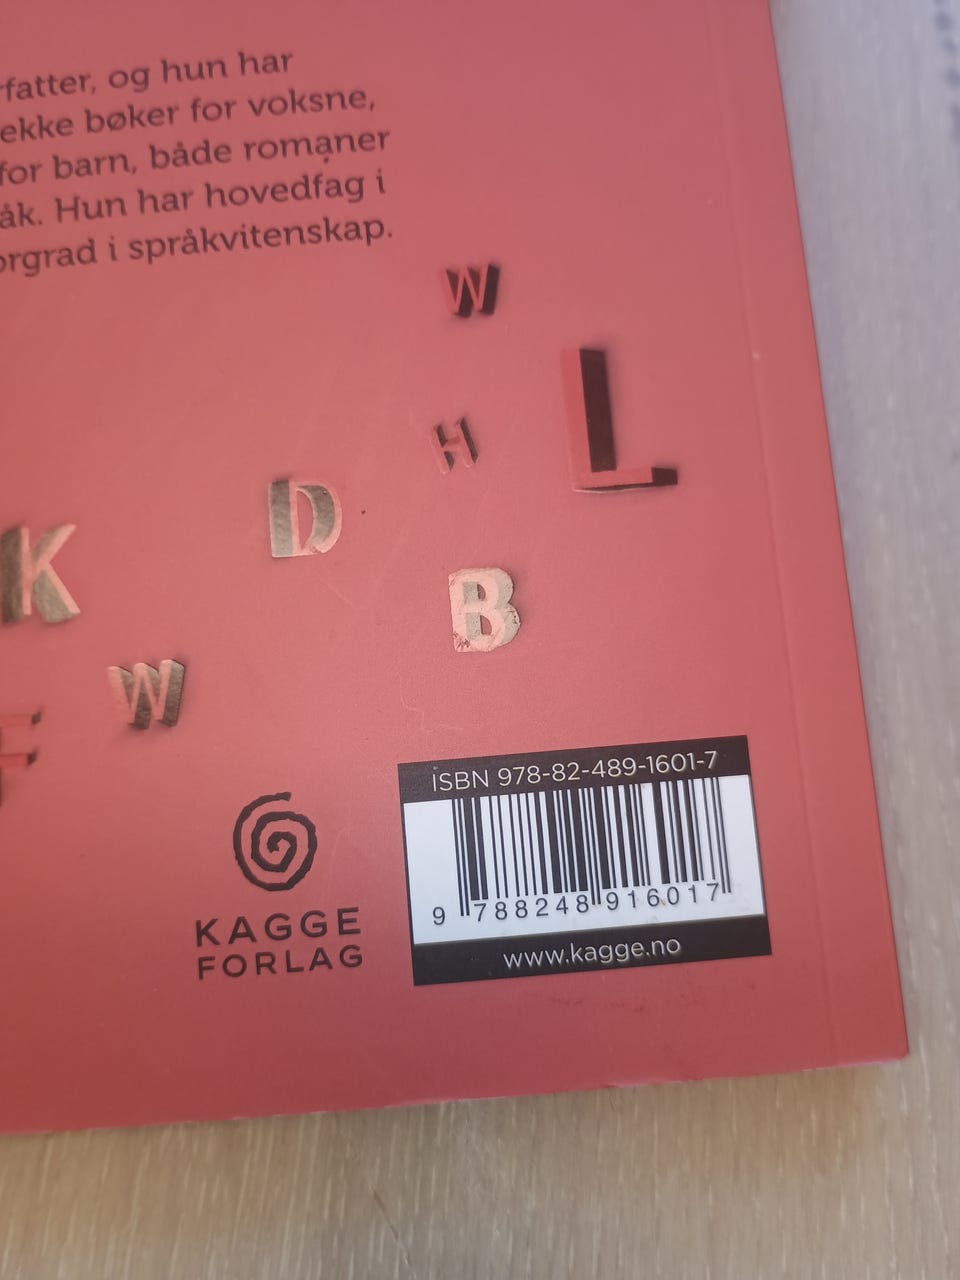 rfatter, og hun har
ekke bøker for voksne,
for barn, både romaner
åk. Hun har hovedfag i
orgrad i språkvitenskap.
W
L
H
D
K
B
W
F
ISBN 978-82-489-1601-7
9 788248 916017
www.kagge.no
KAGGE
FORLAG